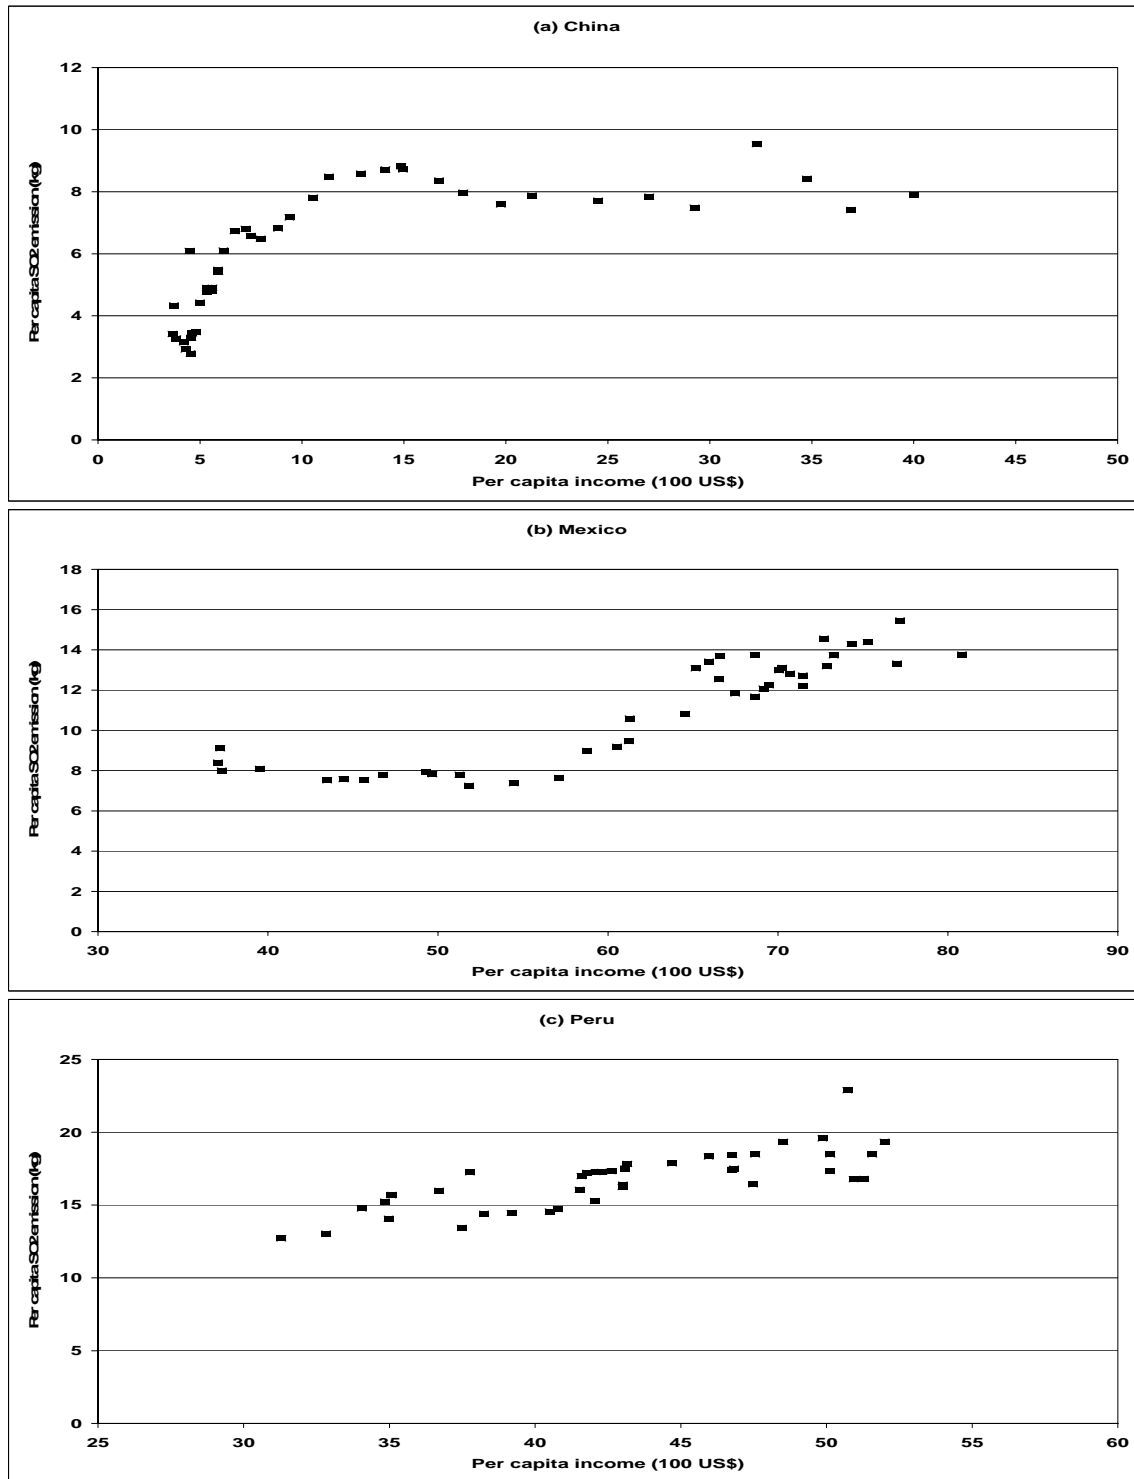 (a) China
12
10
8
6
4
2
0
Per capita SO2 emission (kg)
0 5 10 15 20 25 30 35 40 45 50
Per capita income (100 US$)
(b) Mexico
18
16
14
12
10
8
6
4
2
0
Per capita SO2 emission (kg)
30 40 50 60 70 80 90
Per capita income (100 US$)
(c) Peru
25
20
15
10
5
0
Per capita SO2 emission (kg)
25 30 35 40 45 50 55 60
Per capita income (100 US$)